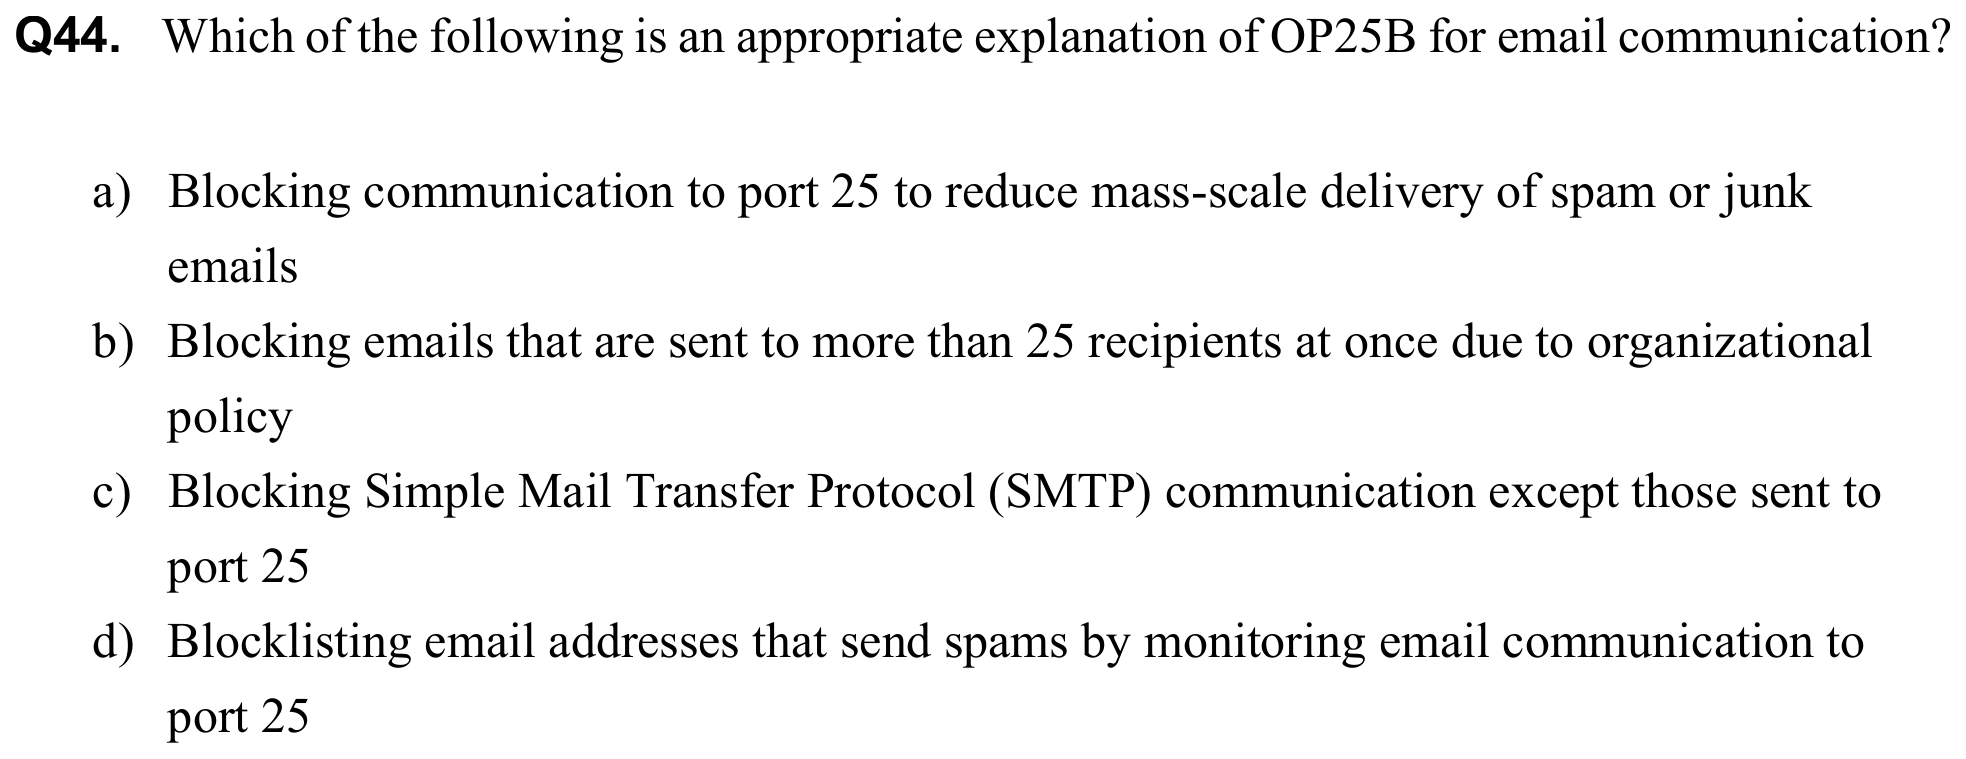 Q44. Which of the following is an appropriate explanation of OP25B for email communication?
a) Blocking communication to port 25 to reduce mass-scale delivery of spam or junk
emails
b) Blocking emails that are sent to more than 25 recipients at once due to organizational
policy
c) Blocking Simple Mail Transfer Protocol (SMTP) communication except those sent to
port 25
d) Blocklisting email addresses that send spams by monitoring email communication to
port 25